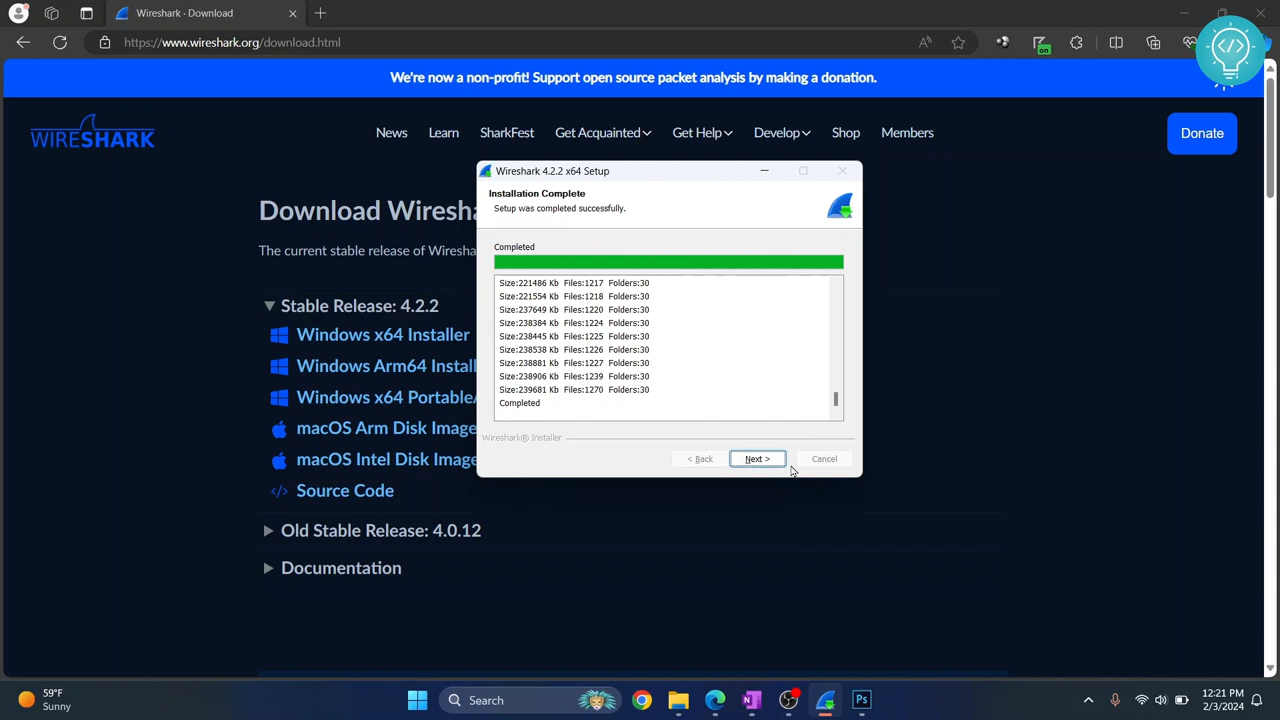 Wireshark - Download
https://www.wireshark.org/download.html
on
We're now a non-profit! Support open source packet analysis by making a donation.
WIRESHARK
News Learn SharkFest Get Acquainted Get Help Develop Shop Members
Donate
Download Wiresha
The current stable release of Wiresha
Stable Release: 4.2.2
Windows x64 Installer
Windows Arm64 Instal
Windows x64 Portable
macOS Arm Disk Image
macOS Intel Disk Image
Source Code
Old Stable Release: 4.0.12
Documentation
Wireshark 4.2.2 x64 Setup
Installation Complete
Setup was completed successfully.
Completed
Size:221486 Kb Files:1217 Folders:30
Size:221554 Kb Files:1218 Folders:30
Size:237649 Kb Files:1220 Folders:30
Size:238384 Kb Files:1224 Folders:30
Size:238445 Kb Files:1225 Folders:30
Size:238538 Kb Files:1226 Folders:30
Size:238881 Kb Files:1227 Folders:30
Size:238906 Kb Files:1239 Folders:30
Size:239681 Kb Files:1270 Folders:30
Completed
Wireshark® Installer
< Back Next > Cancel
59°F
Sunny
Search
Ps
12:21 PM
2/3/2024